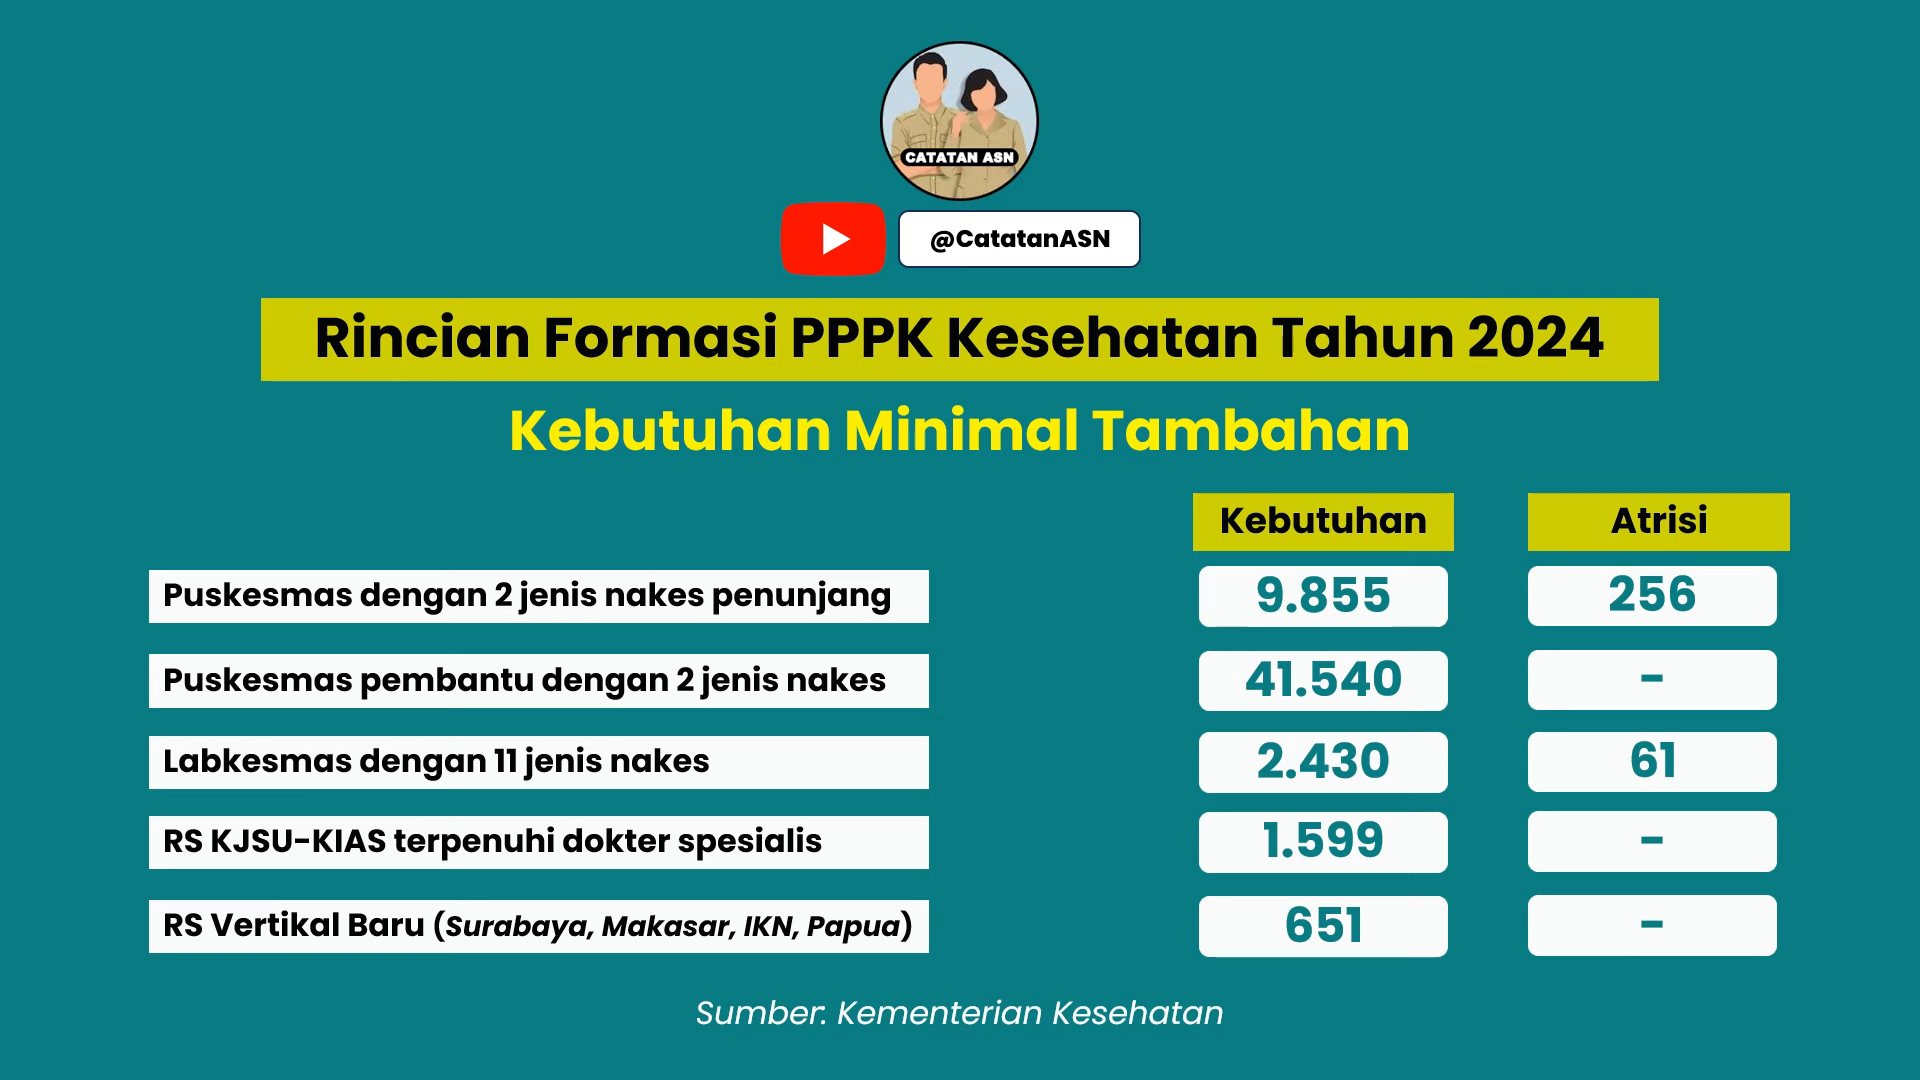 CATATAN ASN
@CatatanASN
Rincian Formasi PPPK Kesehatan Tahun 2024
Kebutuhan Minimal Tambahan
Kebutuhan Atrisi
Puskesmas dengan 2 jenis nakes penunjang 9.855 256
Puskesmas pembantu dengan 2 jenis nakes 41.540 -
Labkesmas dengan 11 jenis nakes 2.430 61
RS KJSU-KIAS terpenuhi dokter spesialis 1.599 -
RS Vertikal Baru (Surabaya, Makasar, IKN, Papua) 651 -
Sumber: Kementerian Kesehatan